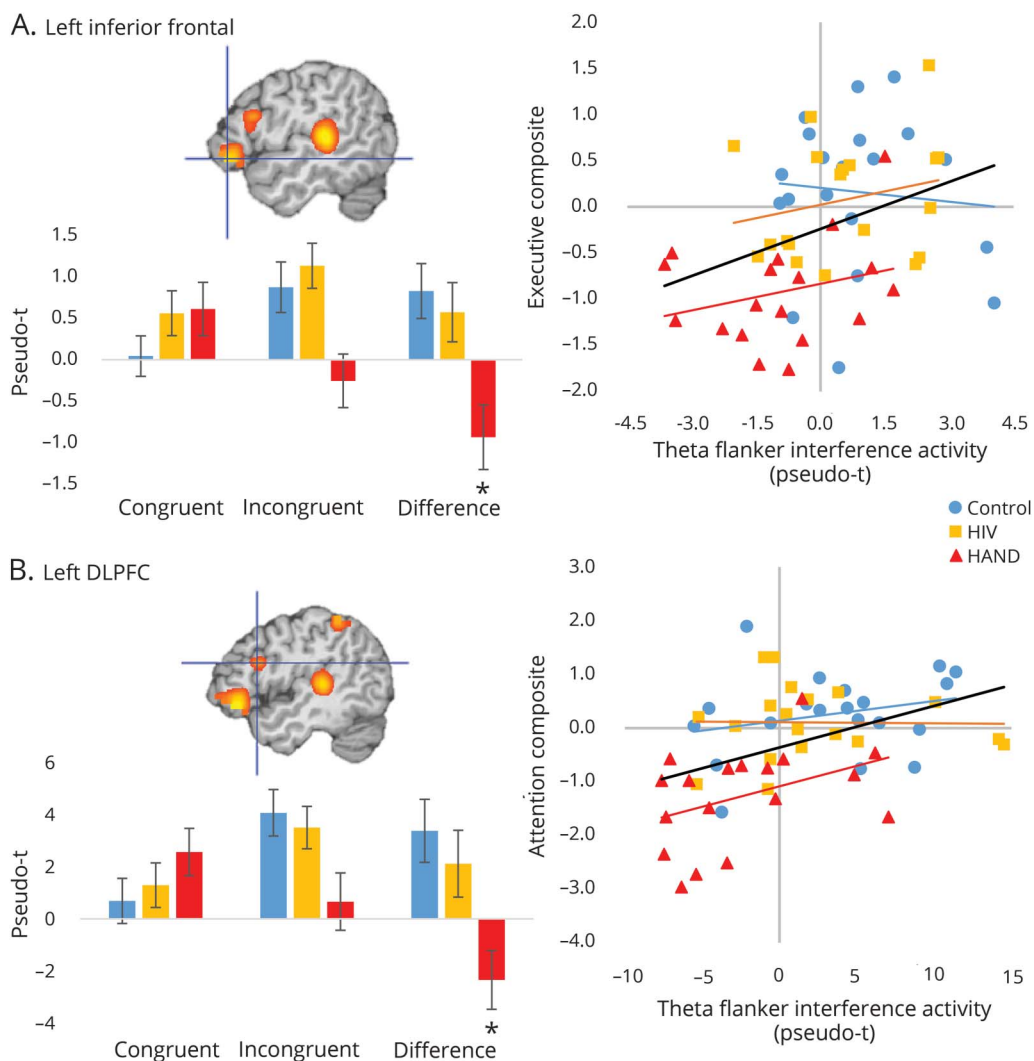 A. Left inferior frontal
1.5
1.0
0.5
0.0
−0.5
−1.0
−1.5
Pseudo-t
*
Congruent Incongruent Difference
2.0
1.5
1.0
0.5
0.0
−0.5
−1.0
−1.5
−2.0
Executive composite
-4.5 -3.0 -1.5 0.0 1.5 3.0 4.5
Theta flanker interference activity
(pseudo-t)
Control
HIV
HAND
B. Left DLPFC
6
4
2
0
−2
−4
Pseudo-t
*
Congruent Incongruent Difference
3.0
2.0
1.0
0.0
−1.0
−2.0
−3.0
−4.0
Attention composite
−10 −5 0 5 10 15
Theta flanker interference activity
(pseudo-t)